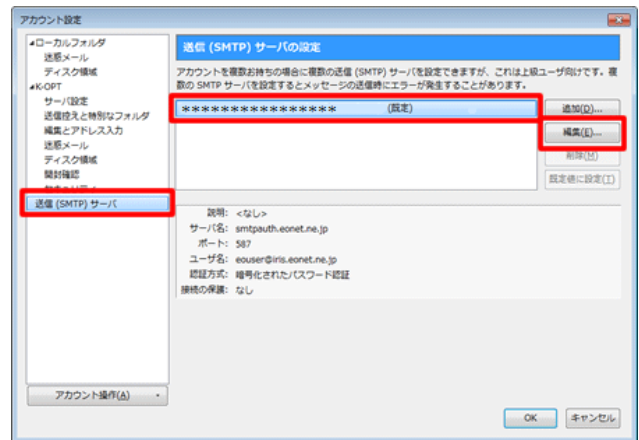 アカウント設定
ローカルフォルダ
迷惑メール
ディスク領域
K-OPT
サーバ設定
送信控えと特別なフォルダ
編集とアドレス入力
迷惑メール
ディスク領域
開封確認
送信 (SMTP) サーバ
アカウント操作(A)
送信 (SMTP) サーバの設定
アカウントを複数お持ちの場合に複数の送信 (SMTP) サーバを設定できますが、これは上級ユーザ向けです。複
数の SMTP サーバを設定するとメッセージの送信時にエラーが発生することがあります。
**************** (既定)
追加(D)...
編集(E)...
削除(M)
既定値に設定(T)
説明: <なし>
サーバ名: smtpauth.eonet.ne.jp
ポート: 587
ユーザ名: eouser@iris.eonet.ne.jp
認証方式: 暗号化されたパスワード認証
接続の保護: なし
OK
キャンセル